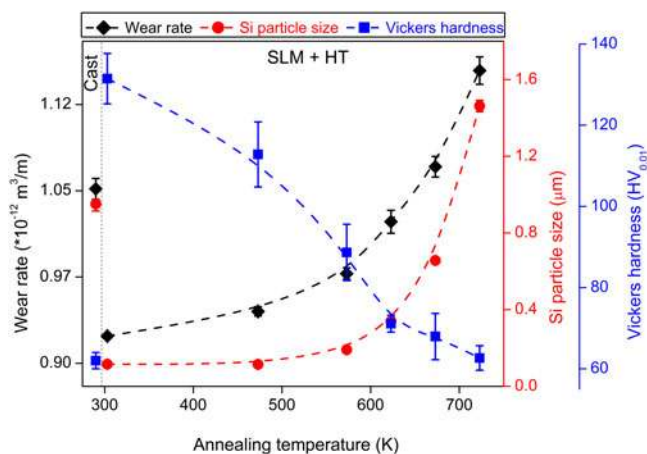 Wear rate Si particle size Vickers hardness
Cast
SLM + HT
1.12
1.05
0.97
0.90
Wear rate (*10-12 m3/m)
300 400 500 600 700
Annealing temperature (K)
1.6
1.2
0.8
0.4
0.0
Si particle size (μm)
140
120
100
80
60
Vickers hardness (HV0.01)